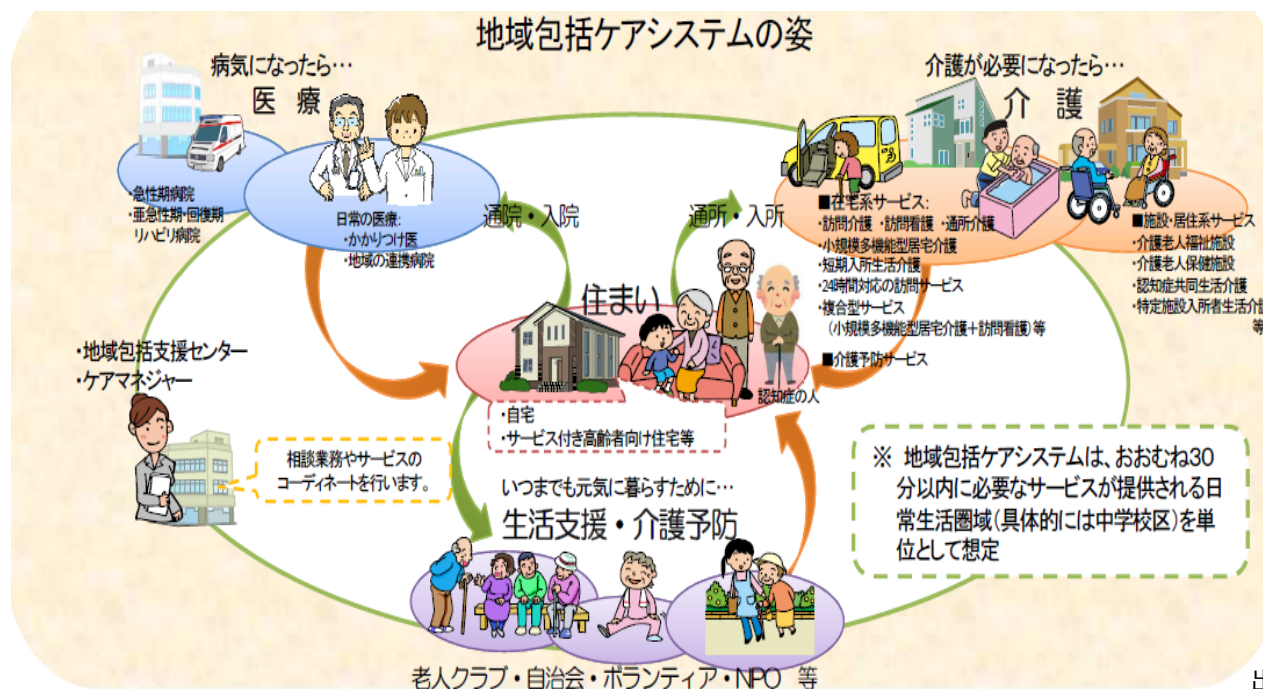 地域包括ケアシステムの姿
病気になったら…
医 療
・急性期病院
・亜急性期・回復期
リハビリ病院
日常の医療:
・かかりつけ医
・地域の連携病院
通院・入院
通所・入所
介護が必要になったら…
介 護
■在宅系サービス:
・訪問介護 ・訪問看護 ・通所介護
・小規模多機能型居宅介護
・短期入所生活介護
・24時間対応の訪問サービス
・複合型サービス
(小規模多機能型居宅介護+訪問看護)等
■介護予防サービス
■施設・居住系サービス
・介護老人福祉施設
・介護老人保健施設
・認知症共同生活介護
・特定施設入所者生活介
等
住まい
認知症の人
・自宅
・サービス付き高齢者向け住宅等
・地域包括支援センター
・ケアマネジャー
相談業務やサービスの
コーディネートを行います。
いつまでも元気に暮らすために…
生活支援・介護予防
老人クラブ・自治会・ボランティア・NPO 等
※ 地域包括ケアシステムは、おおむね30
分以内に必要なサービスが提供される日
常生活圏域(具体的には中学校区)を単
位として想定